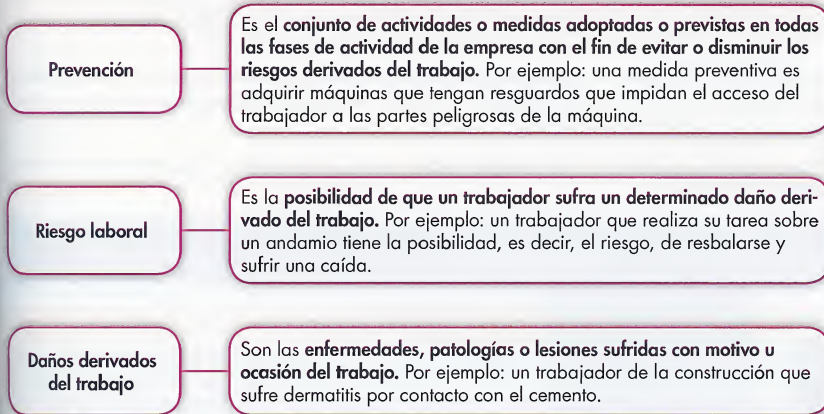 Prevención
Es el conjunto de actividades o medidas adoptadas o previstas en todas
las fases de actividad de la empresa con el fin de evitar o disminuir los
riesgos derivados del trabajo. Por ejemplo: una medida preventiva es
adquirir máquinas que tengan resguardos que impidan el acceso del
trabajador a las partes peligrosas de la máquina.
Riesgo laboral
Es la posibilidad de que un trabajador sufra un determinado daño deri-
vado del trabajo. Por ejemplo: un trabajador que realiza su tarea sobre
un andamio tiene la posibilidad, es decir, el riesgo, de resbalarse y
sufrir una caída.
Daños derivados
del trabajo
Son las enfermedades, patologías o lesiones sufridas con motivo u
ocasión del trabajo. Por ejemplo: un trabajador de la construcción que
sufre dermatitis por contacto con el cemento.